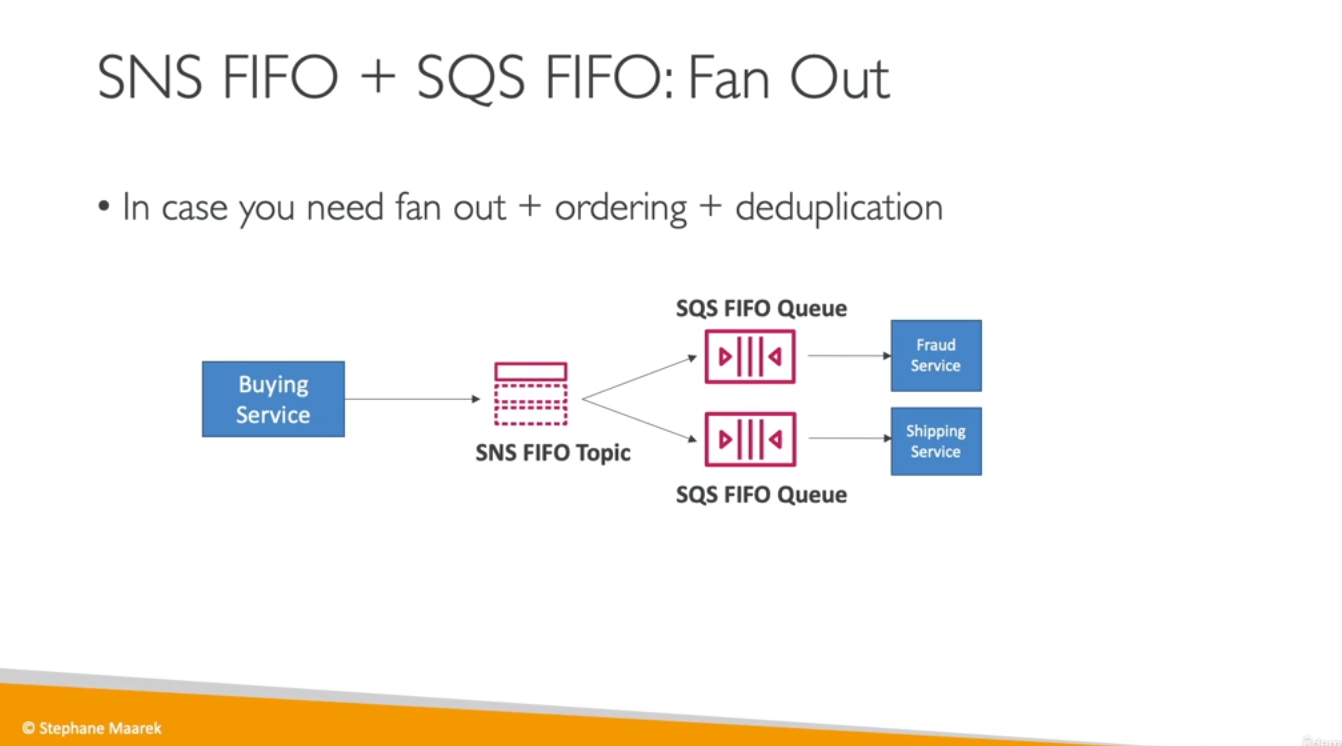 SNS FIFO + SQS FIFO: Fan Out
• In case you need fan out + ordering + deduplication
SQS FIFO Queue
Buying
Service
SNS FIFO Topic
Fraud
Service
Shipping
Service
SQS FIFO Queue
© Stephane Maarek